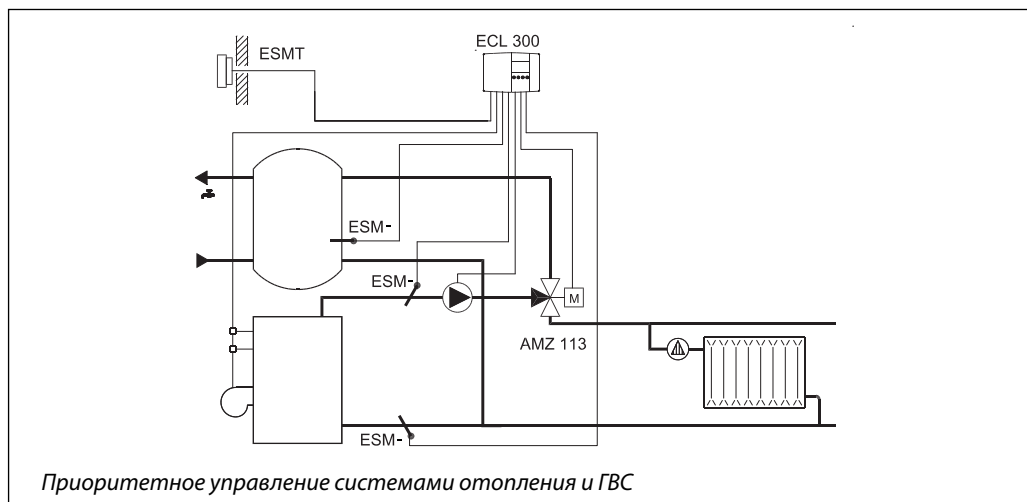 ECL 300
ESMT
ESM-
ESM-
M
AMZ 113
ESM-
Приоритетное управление системами отопления и ГВС